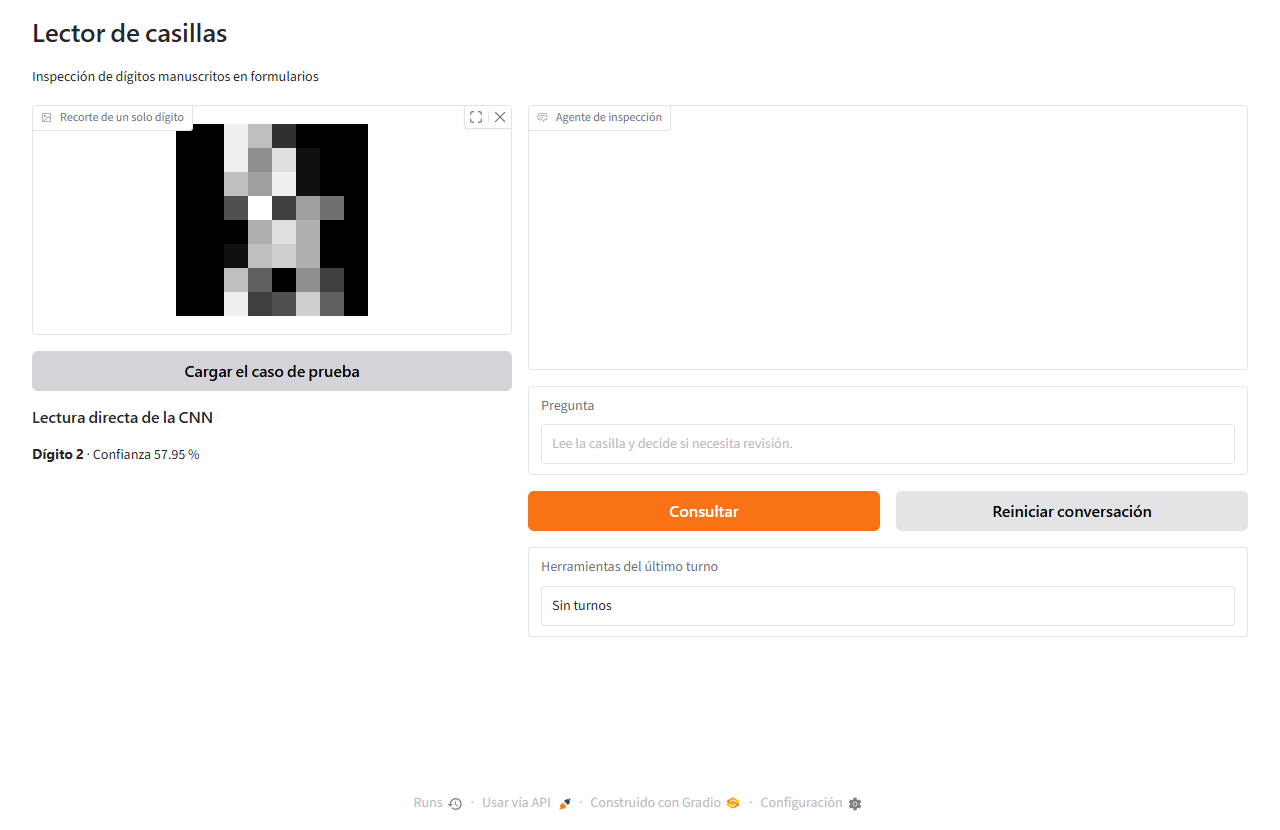 Lector de casillas
Inspección de dígitos manuscritos en formularios
Recorte de un solo dígito
Cargar el caso de prueba
Lectura directa de la CNN
Dígito 2 · Confianza 57.95 %
Agente de inspección
Pregunta
Lee la casilla y decide si necesita revisión.
Consultar
Reiniciar conversación
Herramientas del último turno
Sin turnos
Runs · Usar vía API · Construido con Gradio · Configuración